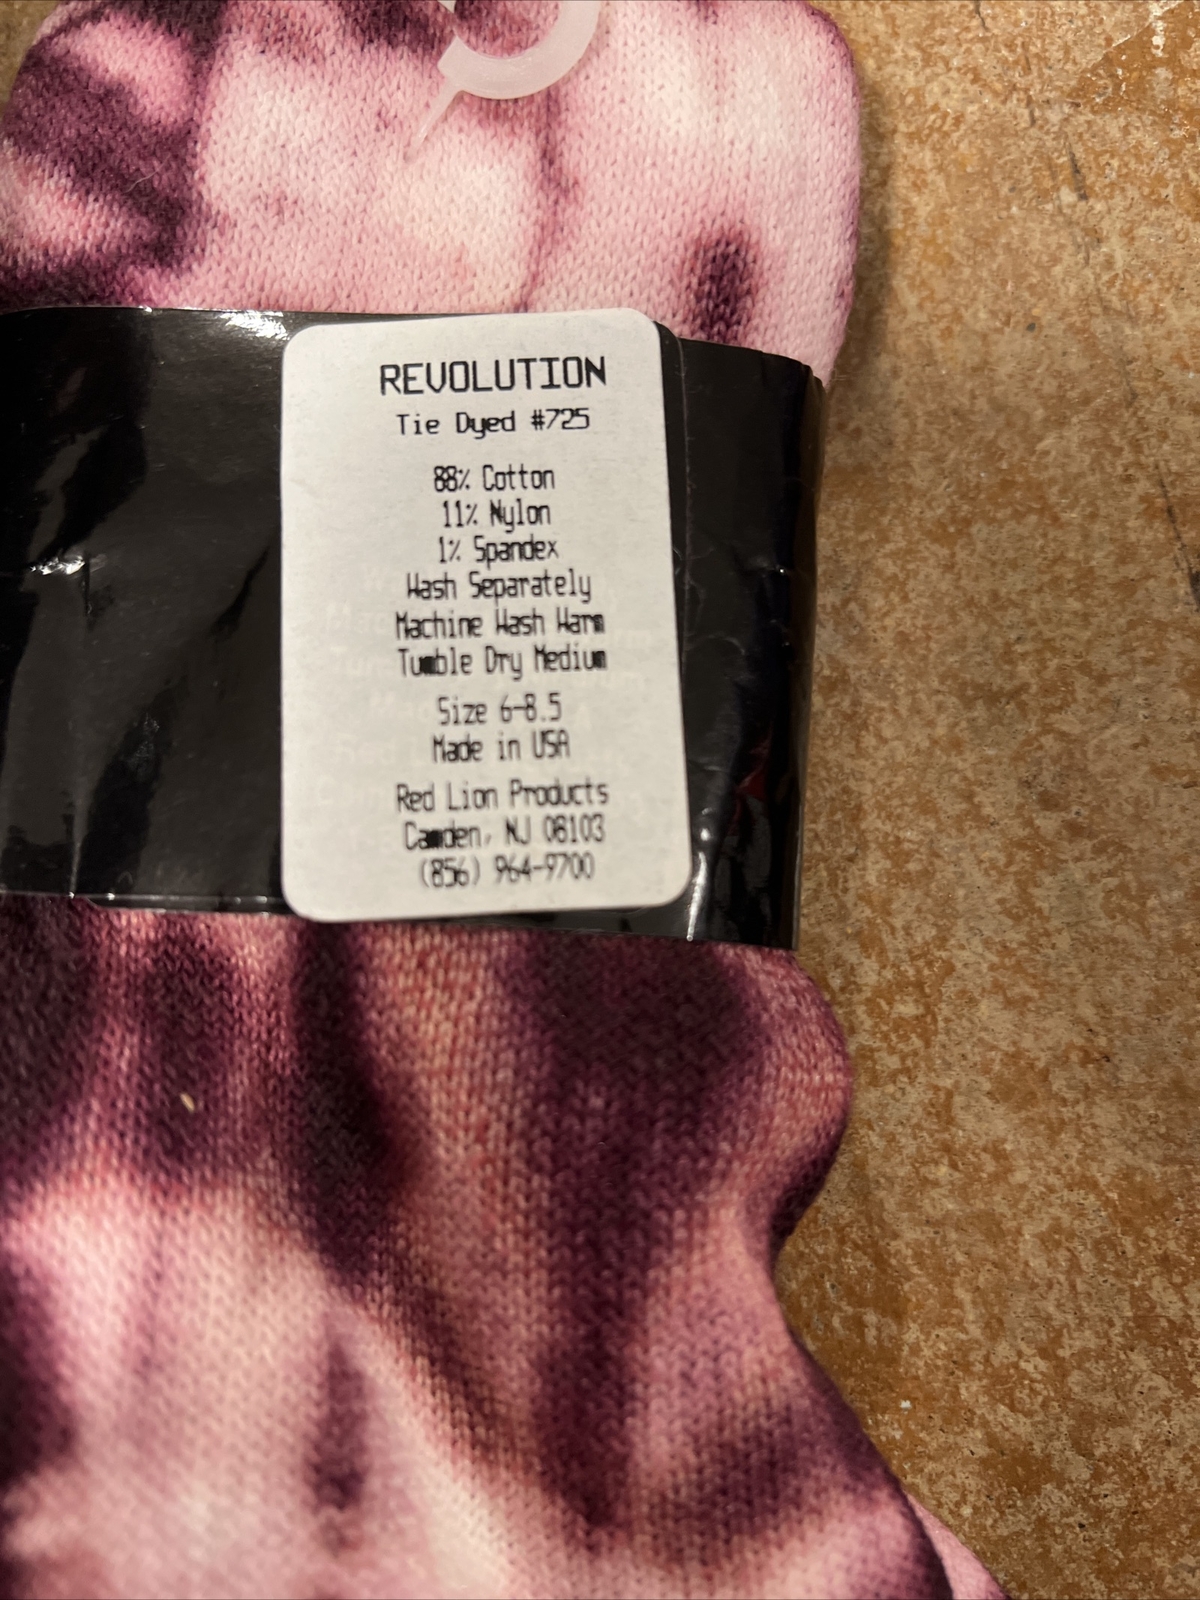 REVOLUTION
Tie Dyed #725
88% Cotton
11% Nylon
1% Spandex
Wash Separately
Machine Wash Warm
Tumble Dry Medium
Size 6-8.5
Made in USA
Red Lion Products
Camden, NJ 08103
(856) 964-9700